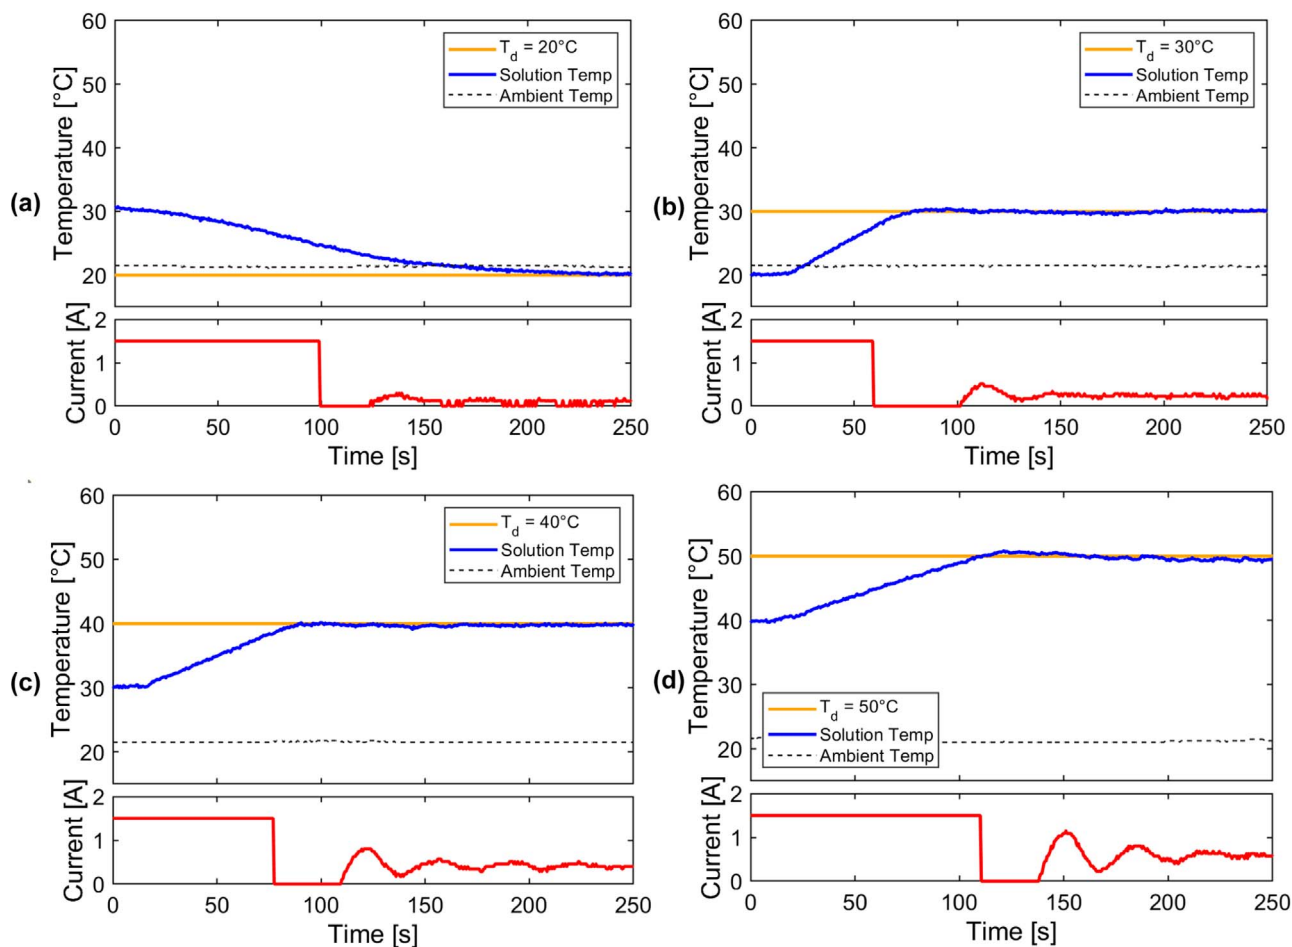 (a)
Temperature [°C]
60
50
40
30
20
T_d = 20°C
Solution Temp
Ambient Temp
Current [A]
2
1
0
0 50 100 150 200 250
Time [s]
(b)
Temperature [°C]
60
50
40
30
20
T_d = 30°C
Solution Temp
Ambient Temp
Current [A]
2
1
0
0 50 100 150 200 250
Time [s]
(c)
Temperature [°C]
60
50
40
30
20
T_d = 40°C
Solution Temp
Ambient Temp
Current [A]
2
1
0
0 50 100 150 200 250
Time [s]
(d)
Temperature [°C]
60
50
40
30
20
T_d = 50°C
Solution Temp
Ambient Temp
Current [A]
2
1
0
0 50 100 150 200 250
Time [s]